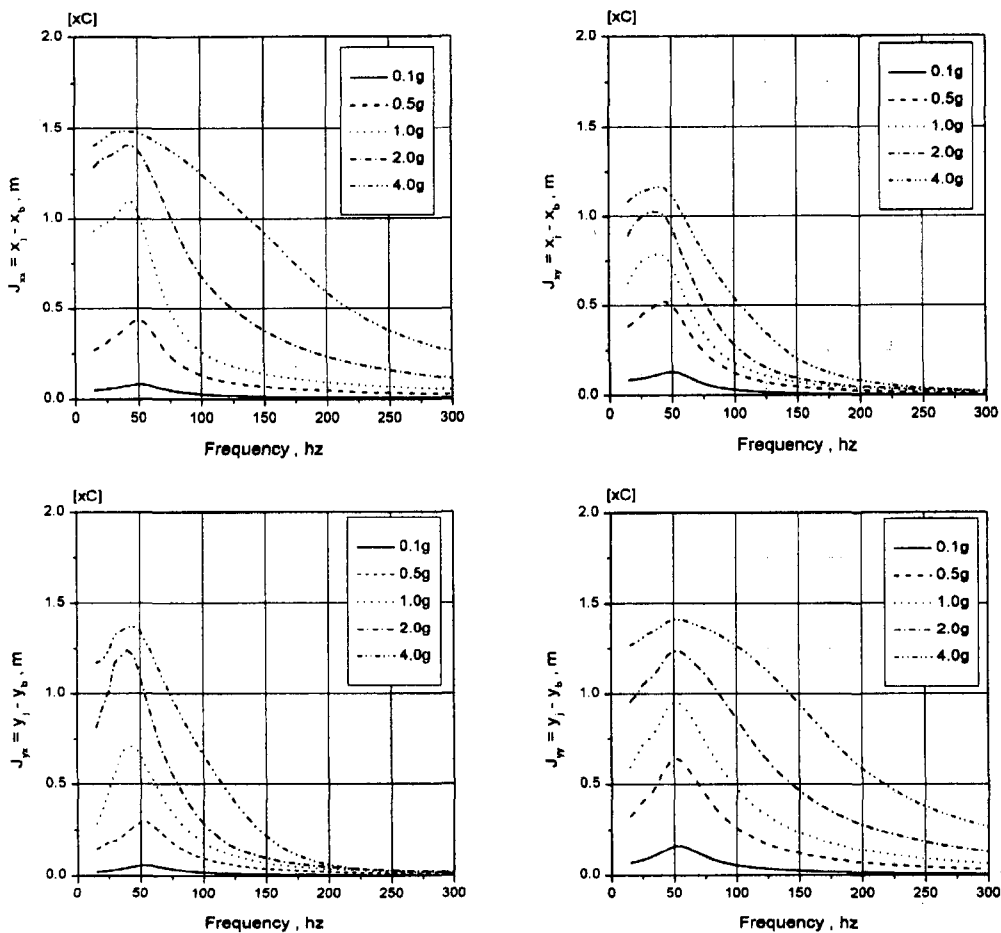 [xC]
2.0
1.5
1.0
0.5
0.0
J_xx = x_j - x_b , m
0.1g
0.5g
1.0g
2.0g
4.0g
0 50 100 150 200 250 300
Frequency , hz
[xC]
2.0
1.5
1.0
0.5
0.0
J_xy = x_j - x_b , m
0.1g
0.5g
1.0g
2.0g
4.0g
0 50 100 150 200 250 300
Frequency , hz
[xC]
2.0
1.5
1.0
0.5
0.0
J_yx = y_j - y_b , m
0.1g
0.5g
1.0g
2.0g
4.0g
0 50 100 150 200 250 300
Frequency , hz
[xC]
2.0
1.5
1.0
0.5
0.0
J_yy = y_j - y_b , m
0.1g
0.5g
1.0g
2.0g
4.0g
0 50 100 150 200 250 300
Frequency , hz